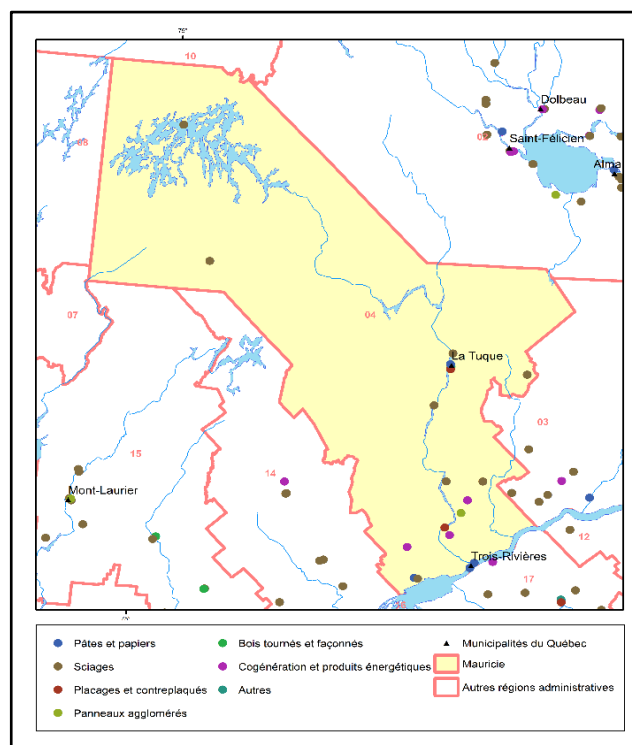 75°
10
Dolbeau
02
Saint-Félicien
08
Alma
07
04
La Tuque
03
15
14
Mont-Laurier
12
Trois-Rivières
17
75°
Pâtes et papiers
Bois tournés et façonnés
Municipalités du Québec
Sciages
Cogénération et produits énergétiques
Mauricie
Placages et contreplaqués
Autres
Autres régions administratives
Panneaux agglomérés